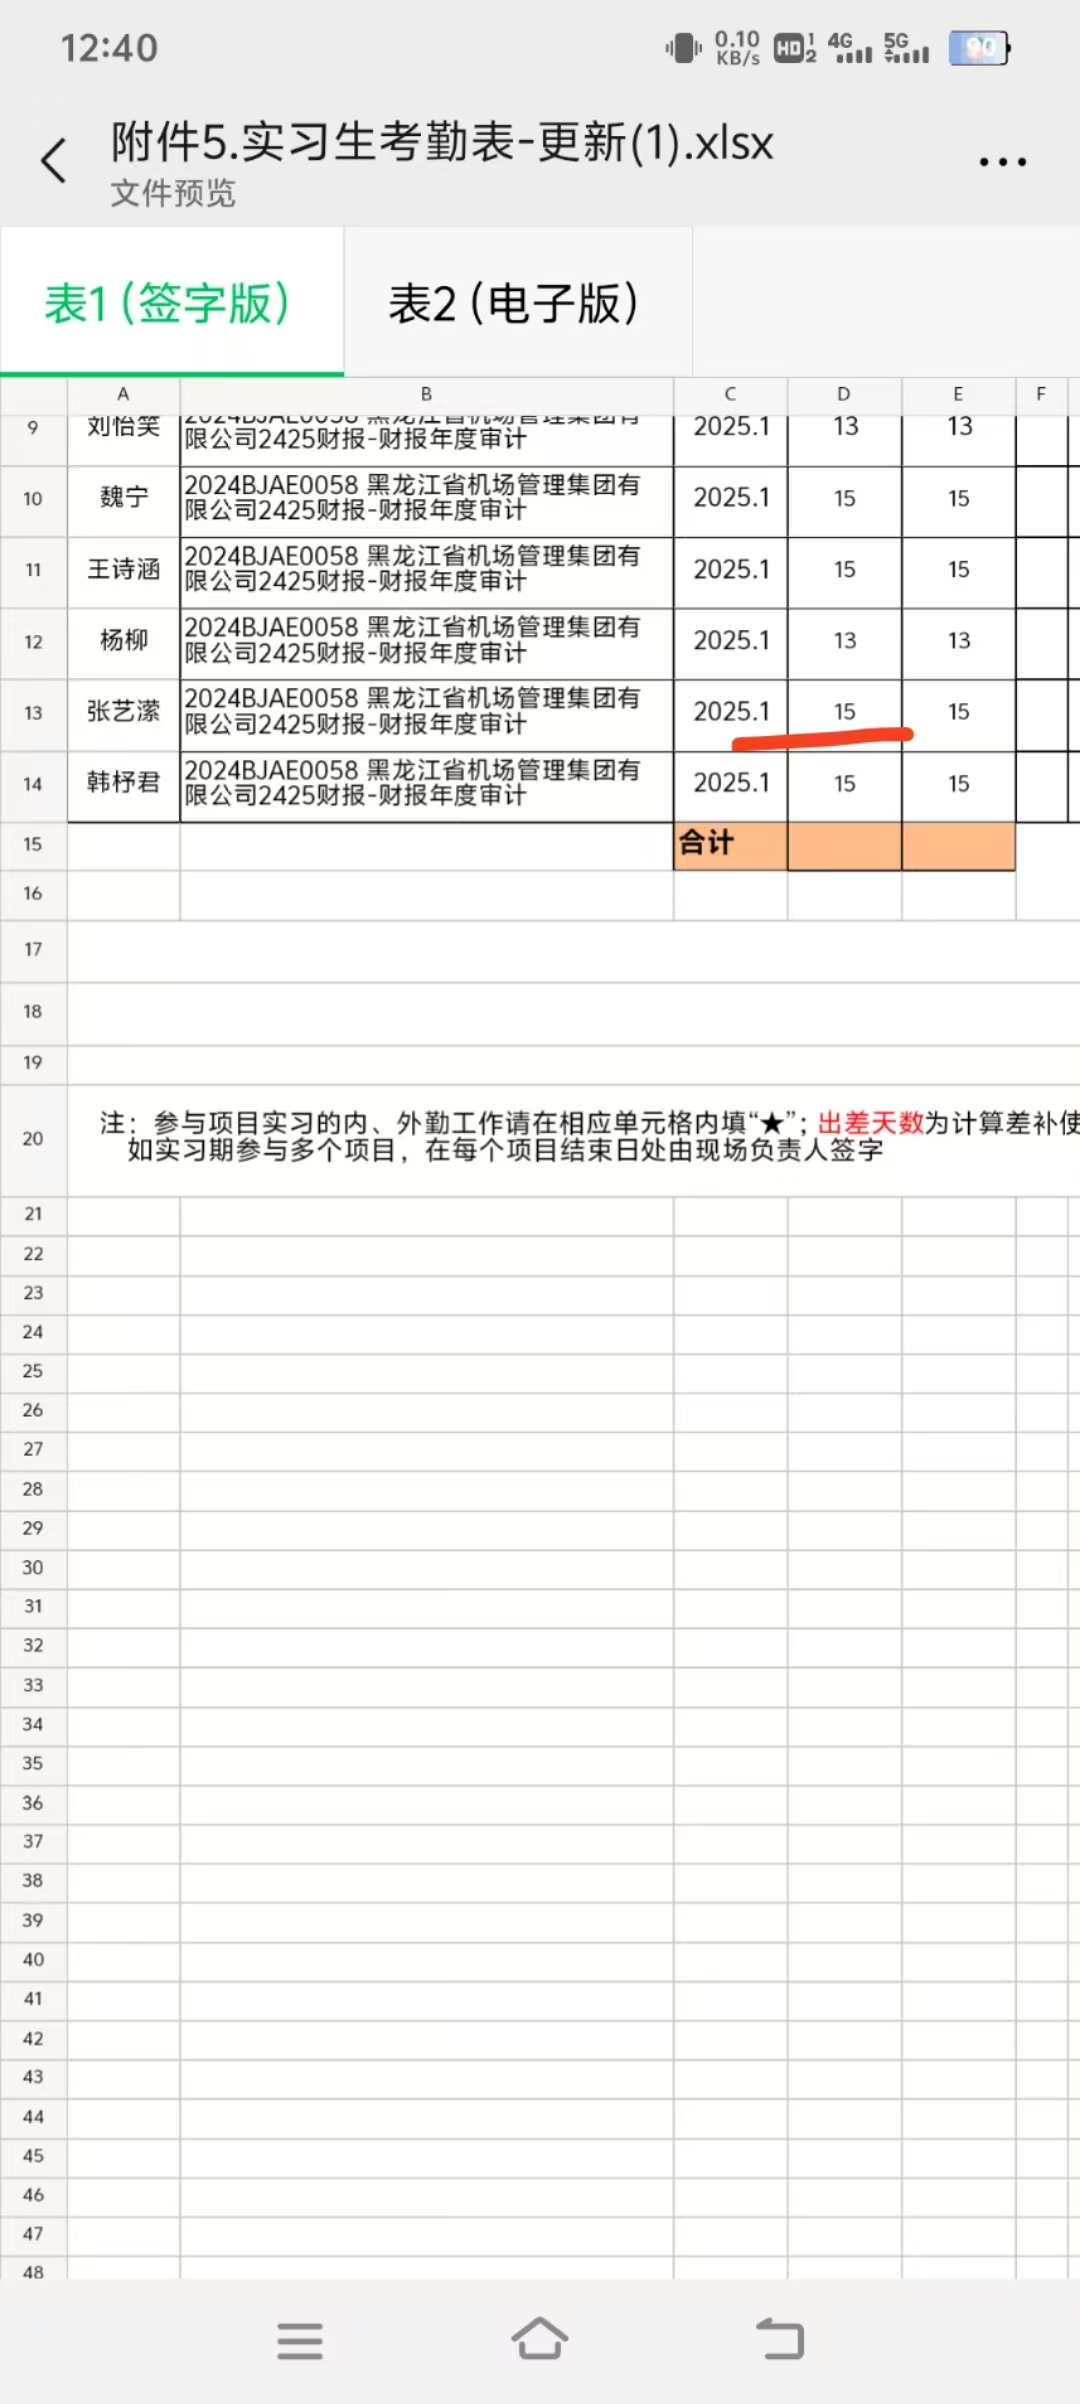 12:40
0.10 KB/s HD 1 2 4G 5G 90
附件5.实习生考勤表-更新(1).xlsx
文件预览
表1 (签字版) 表2 (电子版)
A B C D E F
9 刘怡笑 2024BJAE0058 黑龙江省机场管理集团有 2025.1 13 13
限公司2425财报-财报年度审计
10 魏宁 2024BJAE0058 黑龙江省机场管理集团有 2025.1 15 15
限公司2425财报-财报年度审计
11 王诗涵 2024BJAE0058 黑龙江省机场管理集团有 2025.1 15 15
限公司2425财报-财报年度审计
12 杨柳 2024BJAE0058 黑龙江省机场管理集团有 2025.1 13 13
限公司2425财报-财报年度审计
13 张艺潆 2024BJAE0058 黑龙江省机场管理集团有 2025.1 15 15
限公司2425财报-财报年度审计
14 韩杼君 2024BJAE0058 黑龙江省机场管理集团有 2025.1 15 15
限公司2425财报-财报年度审计
15 合计
16
17
18
19
20 注：参与项目实习的内、外勤工作请在相应单元格内填“★”；出差天数为计算差补使
如实习期参与多个项目，在每个项目结束日处由现场负责人签字
21
22
23
24
25
26
27
28
29
30
31
32
33
34
35
36
37
38
39
40
41
42
43
44
45
46
47
48